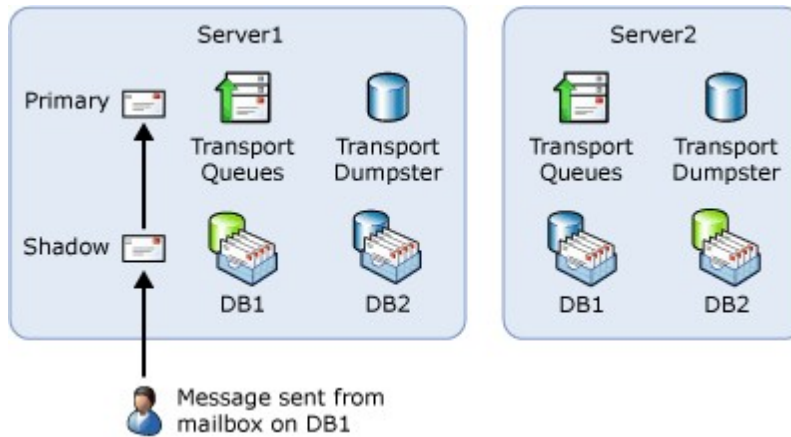 Server1
Server2
Primary
Transport
Queues
Transport
Dumpster
Transport
Queues
Transport
Dumpster
Shadow
DB1
DB2
DB1
DB2
Message sent from
mailbox on DB1